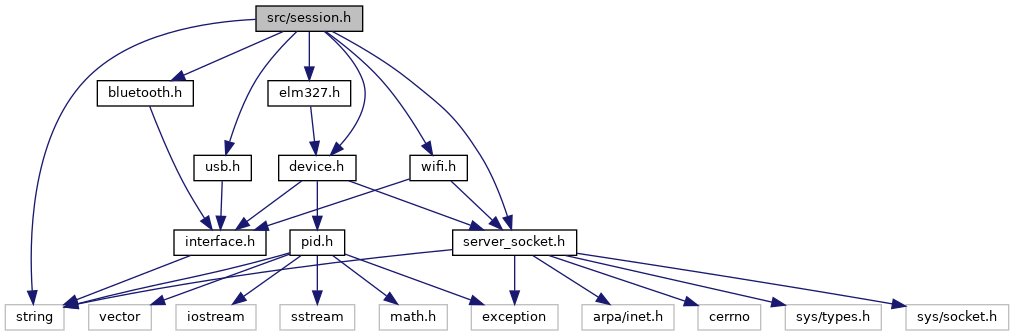 src/session.h
bluetooth.h
elm327.h
usb.h
device.h
wifi.h
interface.h
pid.h
server_socket.h
string
vector
iostream
sstream
math.h
exception
arpa/inet.h
cerrno
sys/types.h
sys/socket.h